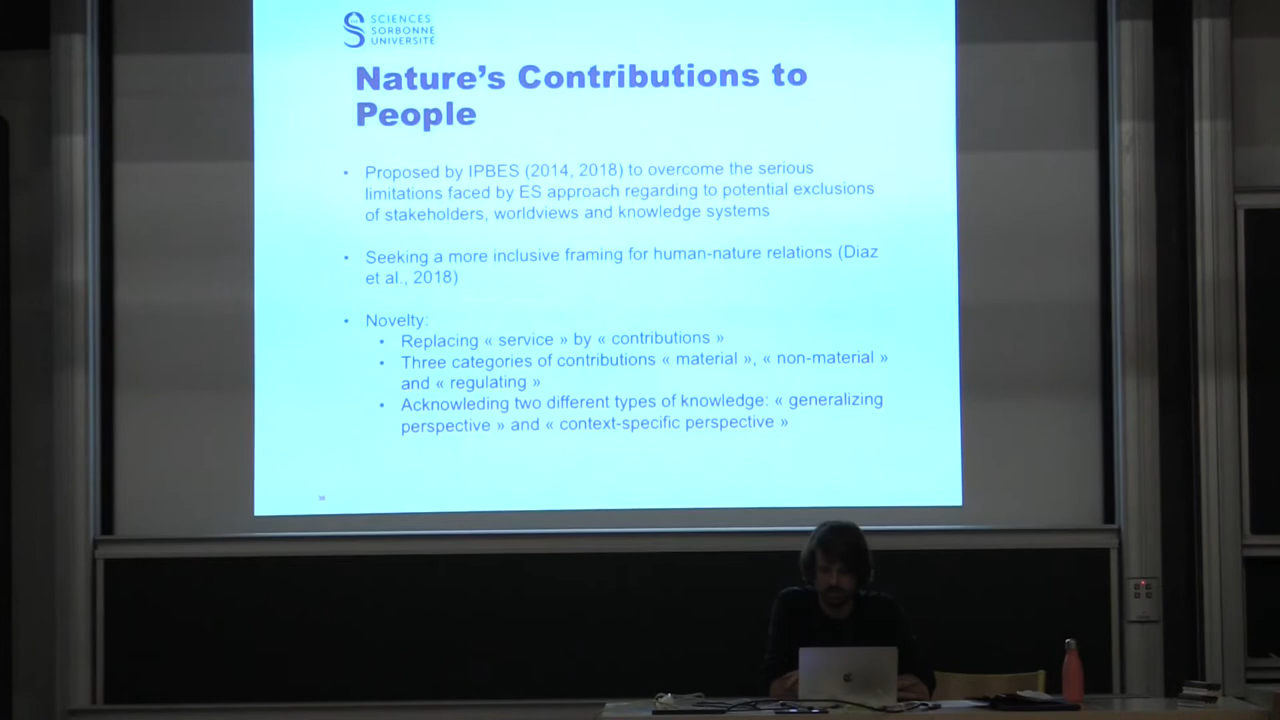 SCIENCES
SORBONNE
UNIVERSITÉ
Nature's Contributions to
People
• Proposed by IPBES (2014, 2018) to overcome the serious
limitations faced by ES approach regarding to potential exclusions
of stakeholders, worldviews and knowledge systems
• Seeking a more inclusive framing for human-nature relations (Diaz
et al., 2018)
• Novelty:
• Replacing « service » by « contributions »
• Three categories of contributions « material », « non-material »
and « regulating »
• Acknowleding two different types of knowledge: « generalizing
perspective » and « context-specific perspective »